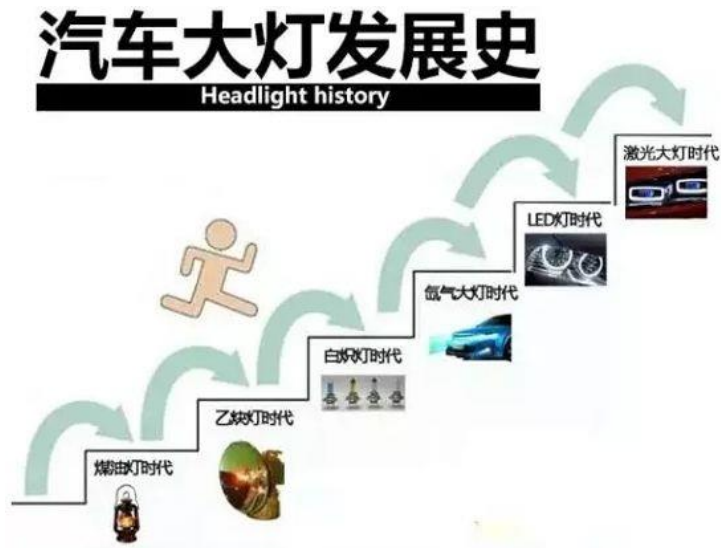 汽车大灯发展史
Headlight history
激光大灯时代
LED灯时代
氙气大灯时代
白炽灯时代
乙炔灯时代
煤油灯时代